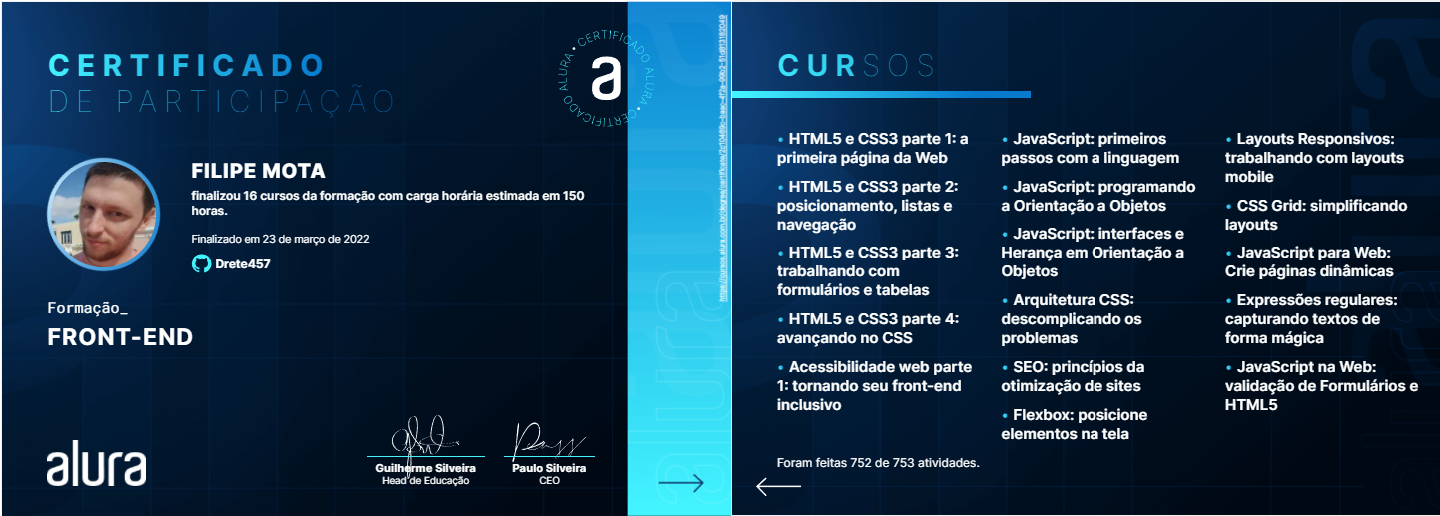 CERTIFICADO
DE PARTICIPAÇÃO
CERTIFICADO ALURA • CERTIFICADO ALURA •
a
FILIPE MOTA
finalizou 16 cursos da formação com carga horária estimada em 150
horas.
Finalizado em 23 de março de 2022
Drete457
Formação_
FRONT-END
alura
Guilherme Silveira
Head de Educação
Paulo Silveira
CEO
CURSOS
• HTML5 e CSS3 parte 1: a
primeira página da Web
• HTML5 e CSS3 parte 2:
posicionamento, listas e
navegação
• HTML5 e CSS3 parte 3:
trabalhando com
formulários e tabelas
• HTML5 e CSS3 parte 4:
avançando no CSS
• Acessibilidade web parte
1: tornando seu front-end
inclusivo
• JavaScript: primeiros
passos com a linguagem
• JavaScript: programando
a Orientação a Objetos
• JavaScript: interfaces e
Herança em Orientação a
Objetos
• Arquitetura CSS:
descomplicando os
problemas
• SEO: princípios da
otimização de sites
• Flexbox: posicione
elementos na tela
• Layouts Responsivos:
trabalhando com layouts
mobile
• CSS Grid: simplificando
layouts
• JavaScript para Web:
Crie páginas dinâmicas
• Expressões regulares:
capturando textos de
forma mágica
• JavaScript na Web:
validação de Formulários e
HTML5
Foram feitas 752 de 753 atividades.